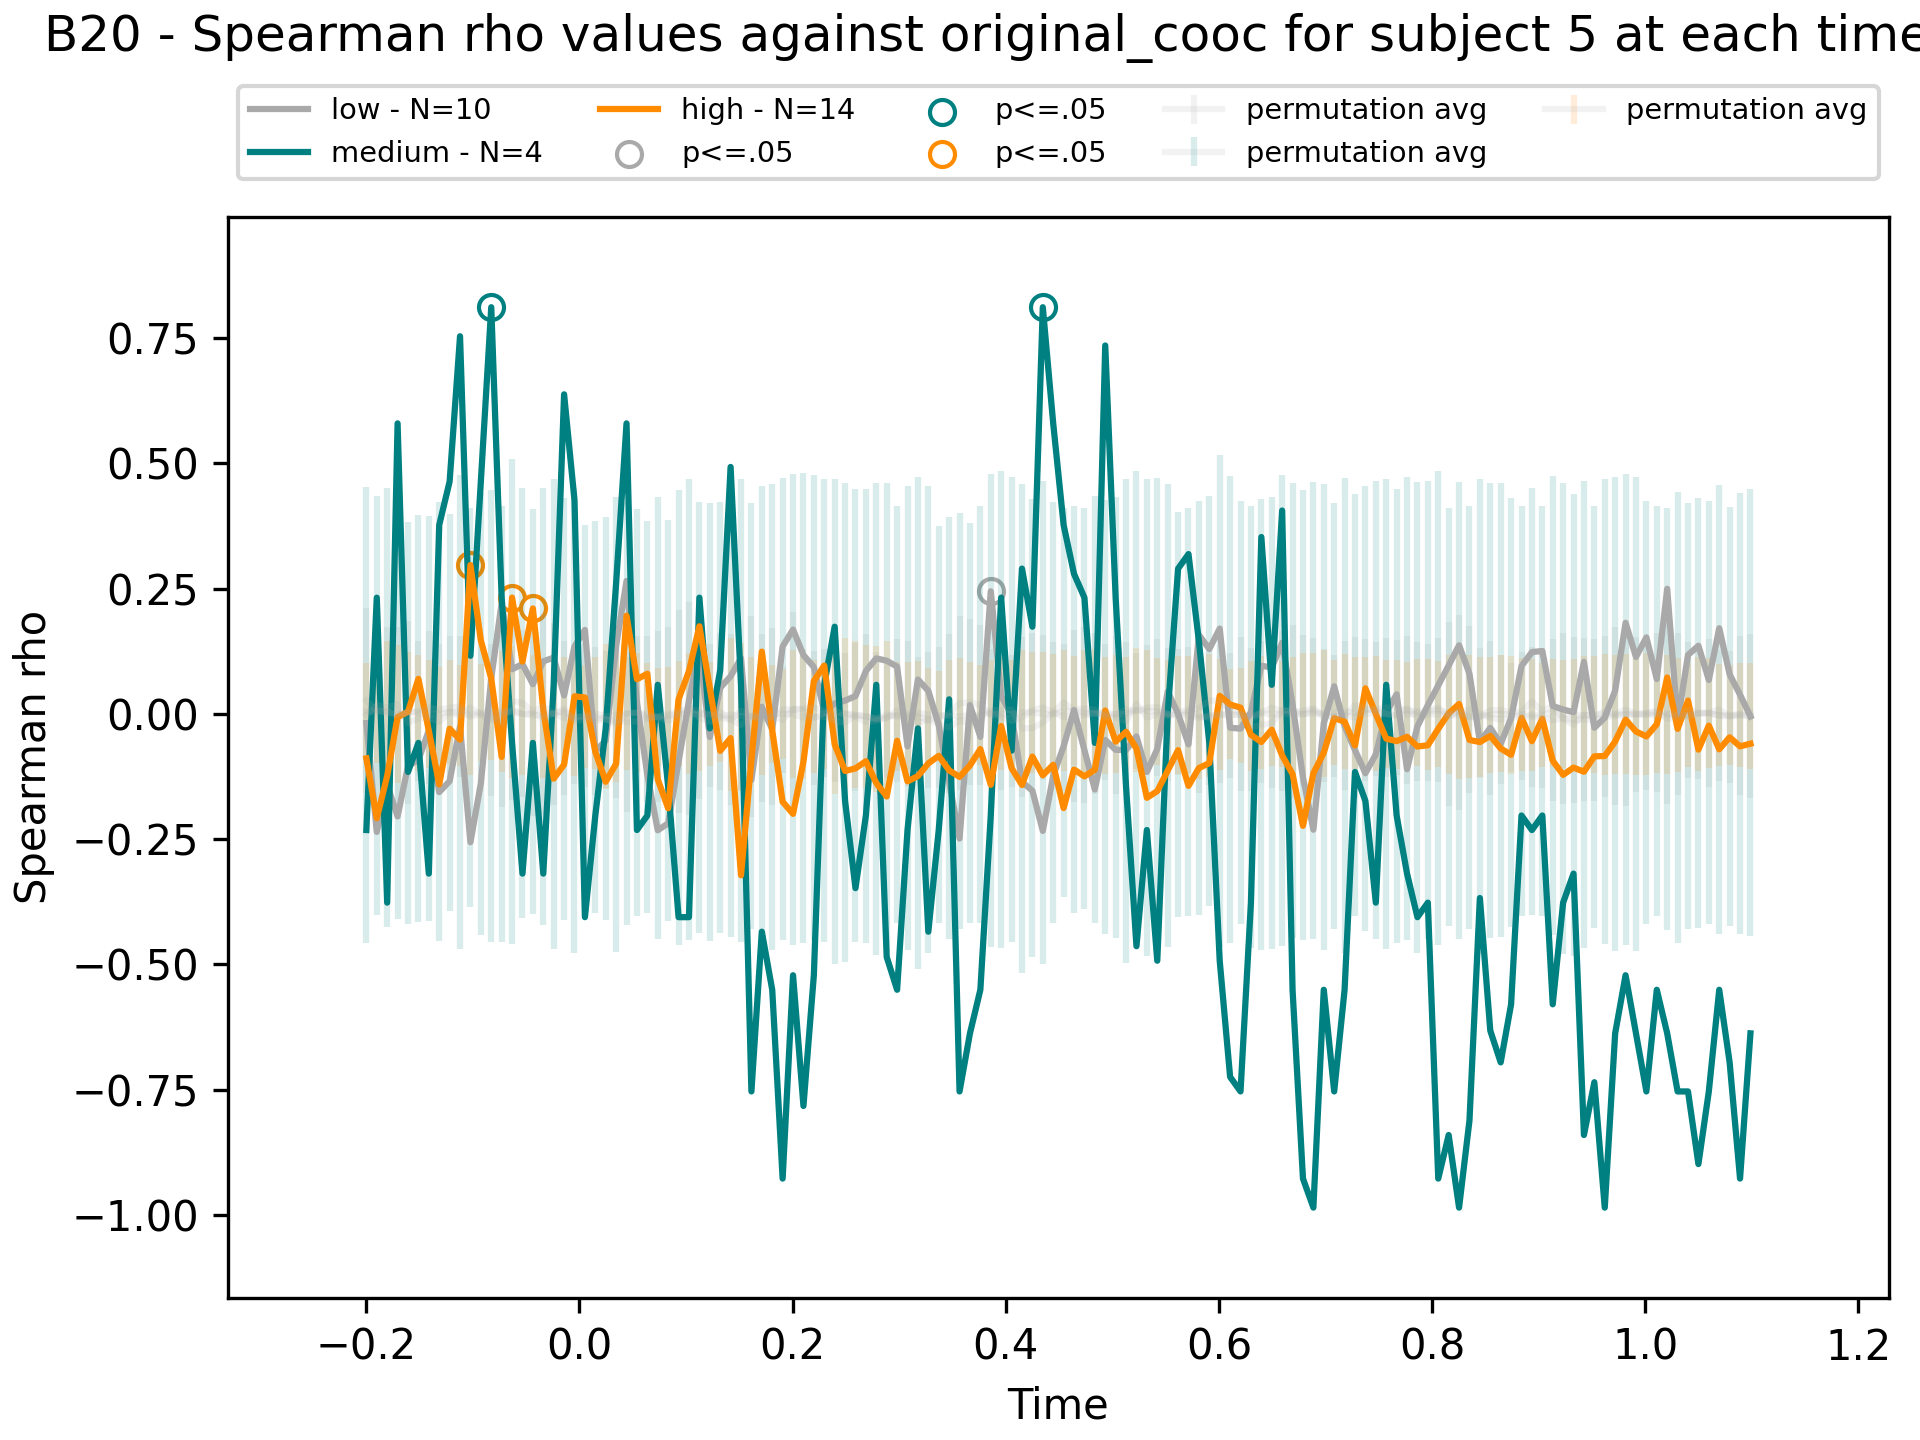 B20 - Spearman rho values against original_cooc for subject 5 at each time
low - N=10
medium - N=4
high - N=14
p<=.05
p<=.05
p<=.05
permutation avg
permutation avg
permutation avg
Spearman rho
0.75
0.50
0.25
0.00
−0.25
−0.50
−0.75
−1.00
−0.2
0.0
0.2
0.4
0.6
0.8
1.0
1.2
Time